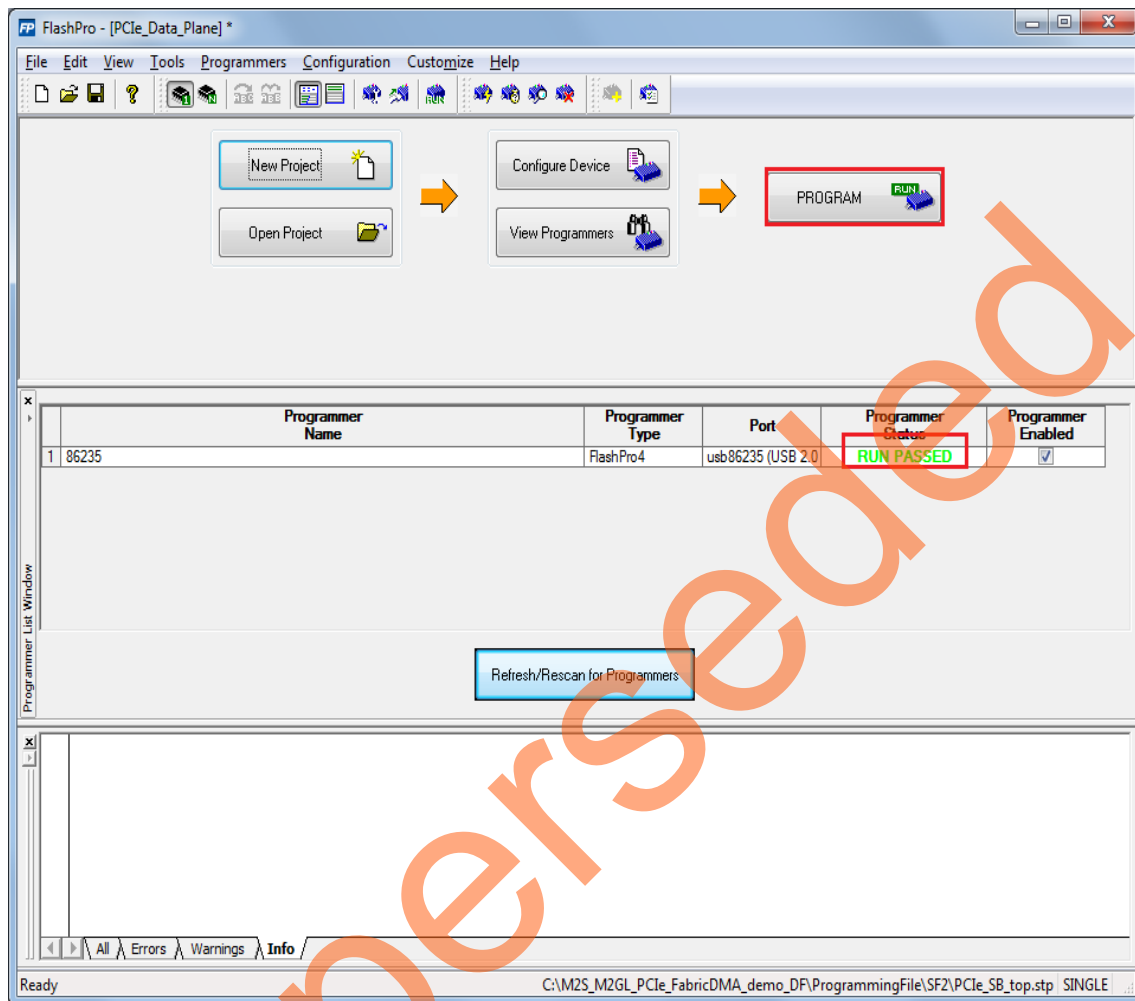 FP FlashPro - [PCIe_Data_Plane] *
File Edit View Tools Programmers Configuration Customize Help
New Project
Configure Device
PROGRAM
RUN
Open Project
View Programmers
Programmer Name
Programmer Type
Port
Programmer Status
Programmer Enabled
1 86235 FlashPro4 usb86235 (USB 2.0 RUN PASSED
Programmer List Window
Refresh/Rescan for Programmers
All Errors Warnings Info
Ready C:\M2S_M2GL_PCIe_FabricDMA_demo_DF\ProgrammingFile\SF2\PCIe_SB_top.stp SINGLE
perseded